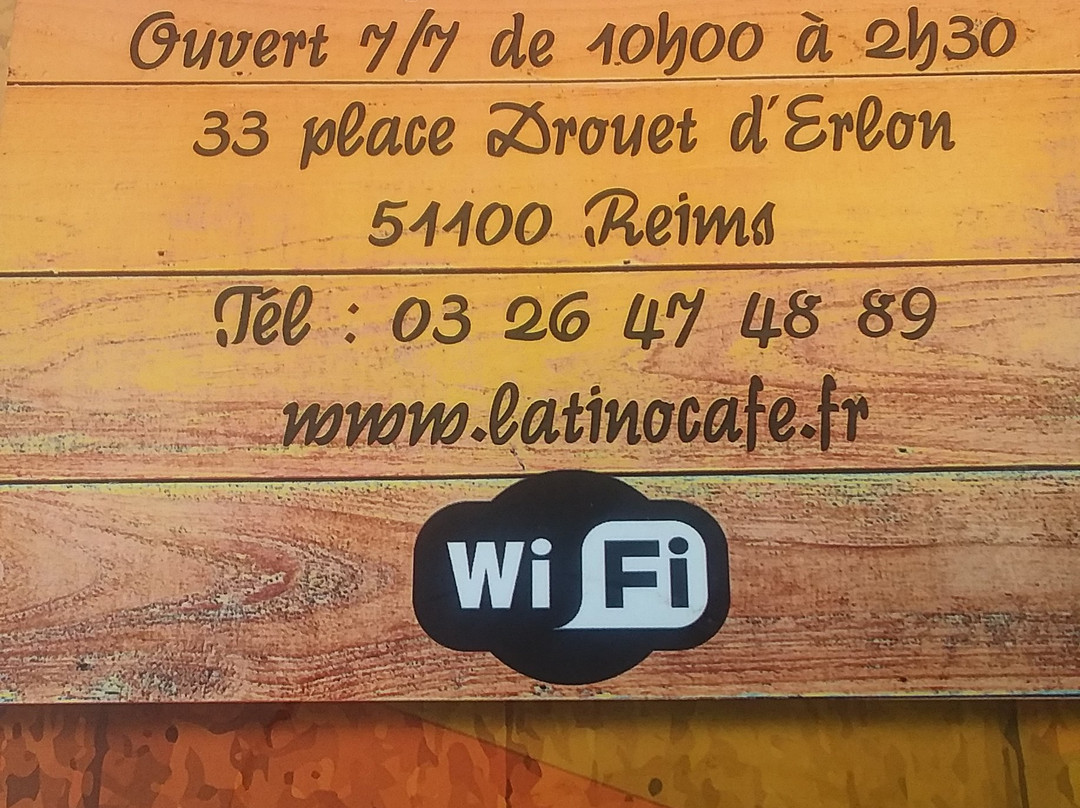 Ouvert 7/7 de 10h00 à 2h30
33 place Drouet d'Erlon
51100 Reims
Tél : 03 26 47 48 89
www.latinocafe.fr
Wi Fi